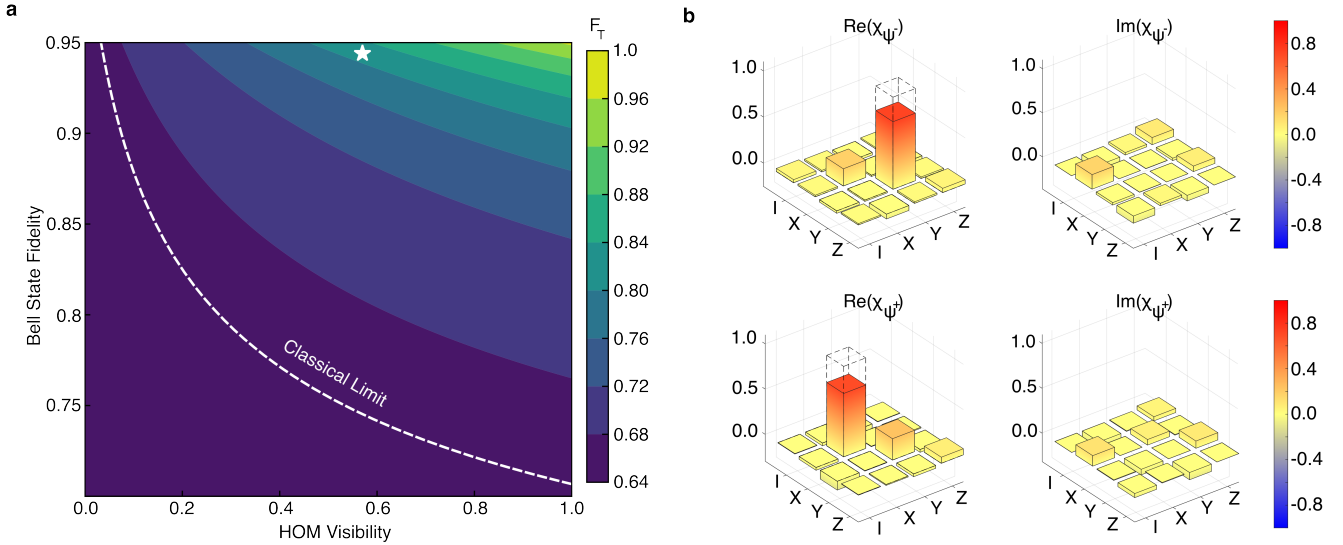 a
F_T
0.95
0.9
0.85
0.8
0.75
Bell State Fidelity
Classical Limit
0.0 0.2 0.4 0.6 0.8 1.0
HOM Visibility
1.0
0.96
0.92
0.88
0.84
0.80
0.76
0.72
0.68
0.64
b
Re(χ_ψ⁻)
1.0
0.5
0.0
I X Y Z
I X Y Z
Im(χ_ψ⁻)
1.0
0.5
0.0
I X Y Z
I X Y Z
0.8
0.4
0.0
-0.4
-0.8
Re(χ_ψ⁺)
1.0
0.5
0.0
I X Y Z
I X Y Z
Im(χ_ψ⁺)
1.0
0.5
0.0
I X Y Z
I X Y Z
0.8
0.4
0.0
-0.4
-0.8